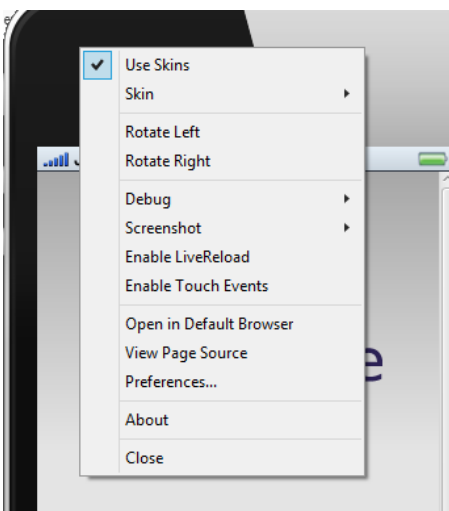 Use Skins
Skin
Rotate Left
Rotate Right
Debug
Screenshot
Enable LiveReload
Enable Touch Events
Open in Default Browser
View Page Source
Preferences...
About
Close